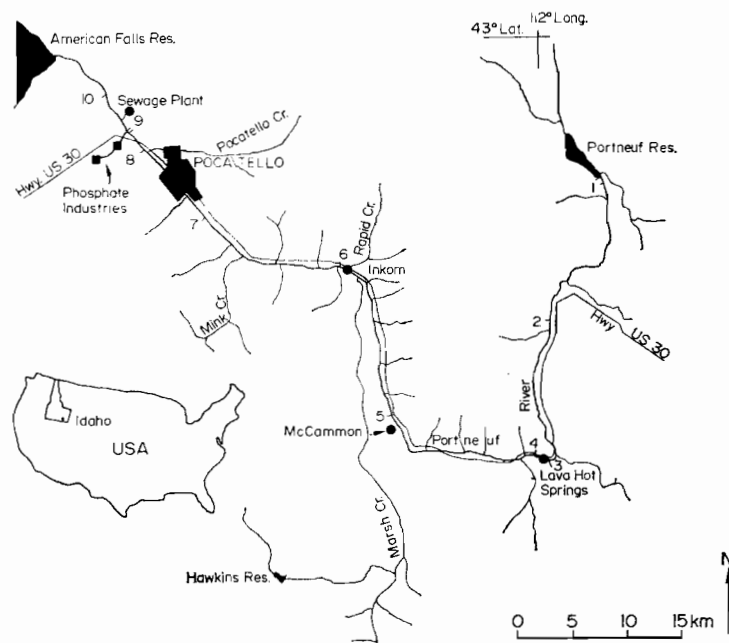 American Falls Res.
112° Long.
43° Lat.
10
Sewage Plant
9
Pocatello Cr.
Hwy. US 30
8
POCATELLO
Phosphate
Industries
Portneuf Res.
1
7
6
Rapid Cr.
Inkom
Mink Cr.
2
Hwy
US 30
Idaho
USA
River
5
McCammon
Portneuf
4
3
Lava Hot
Springs
Marsh Cr.
Hawkins Res.
N
0 5 10 15 km